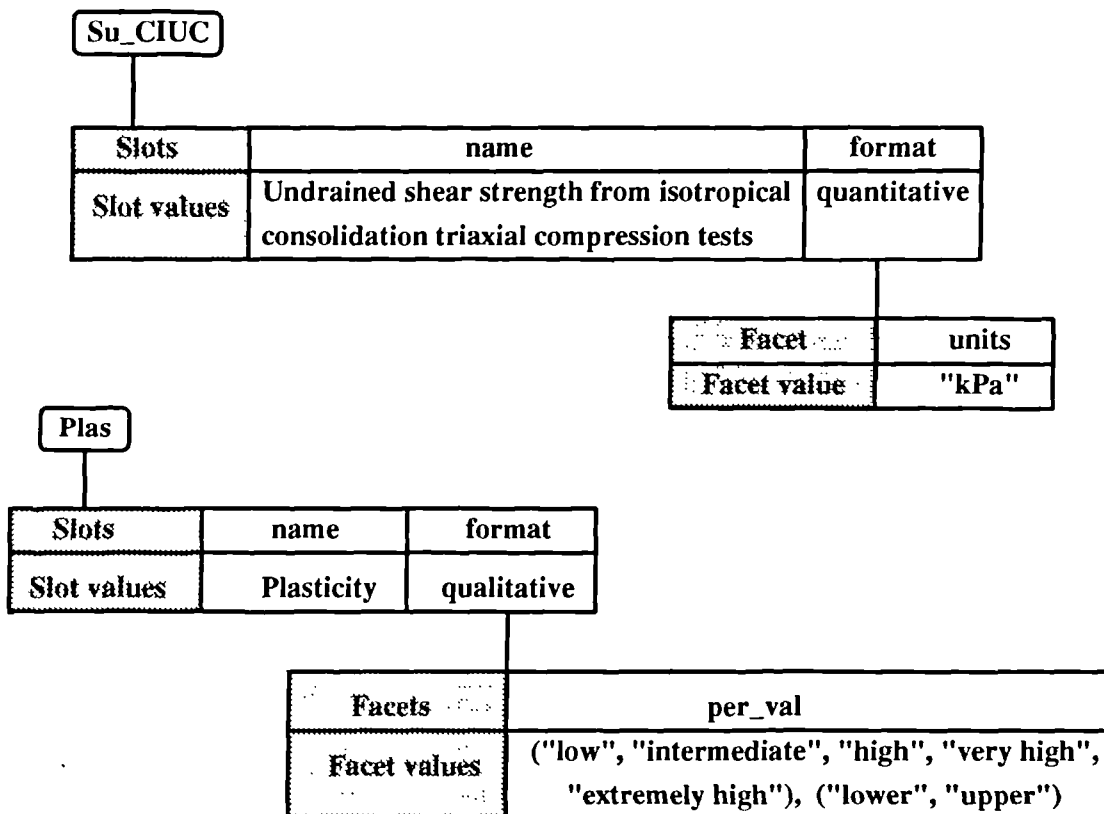 Su_CIUC
Slots name format
Slot values Undrained shear strength from isotropical quantitative
consolidation triaxial compression tests
Facet units
Facet value "kPa"
Plas
Slots name format
Slot values Plasticity qualitative
Facets per_val
Facet values ("low", "intermediate", "high", "very high",
"extremely high"), ("lower", "upper")